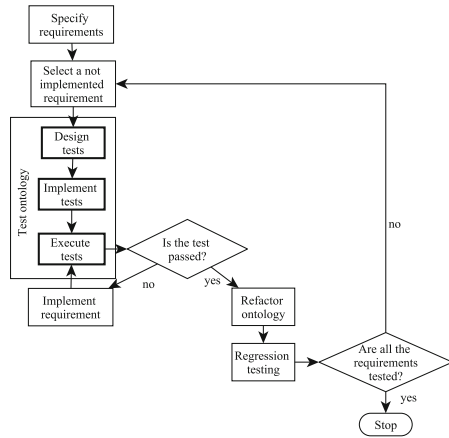 Specify
requirements
Select a not
implemented
requirement
Test ontology
Design
tests
Implement
tests
Execute
tests
Is the test
passed?
no
yes
Implement
requirement
Refactor
ontology
Regression
testing
no
Are all the
requirements
tested?
yes
Stop